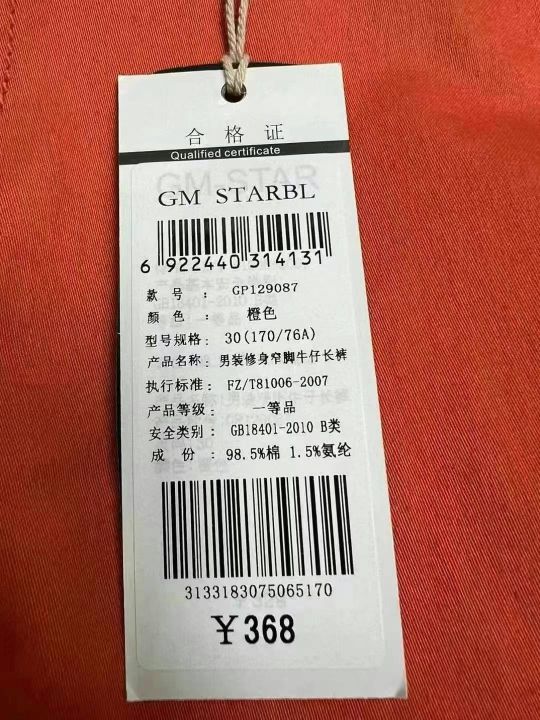 合格证
Qualified certificate
GM STARBL
6 922440 314131
款号: GP129087
颜色: 橙色
型号规格: 30(170/76A)
产品名称: 男装修身窄脚牛仔长裤
执行标准: FZ/T81006-2007
产品等级: 一等品
安全类别: GB18401-2010 B类
成份: 98.5%棉 1.5%氨纶
3133183075065170
¥368